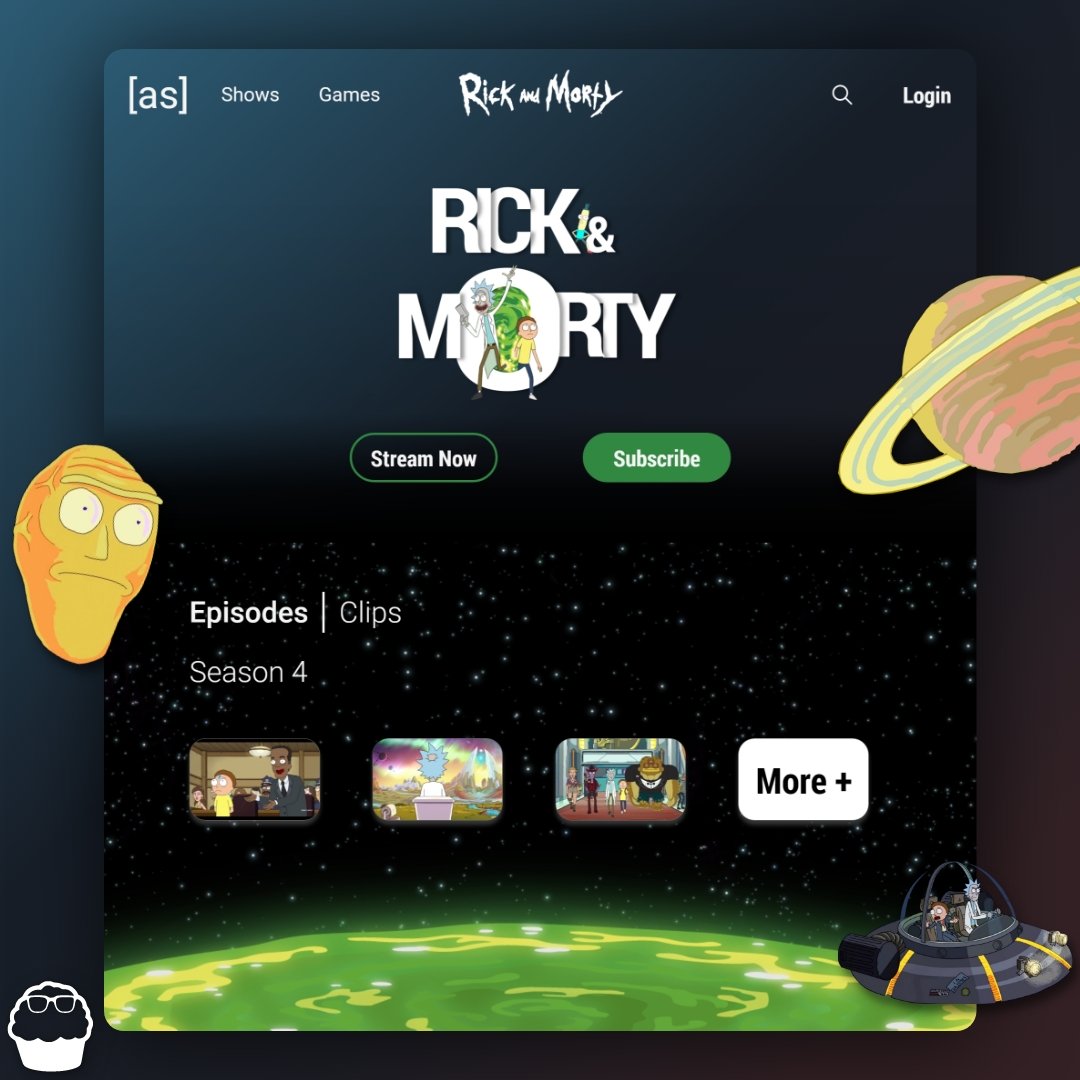 [as] Shows Games Rick and Morty Login
RICK &
MORTY
Stream Now Subscribe
Episodes | Clips
Season 4
More +